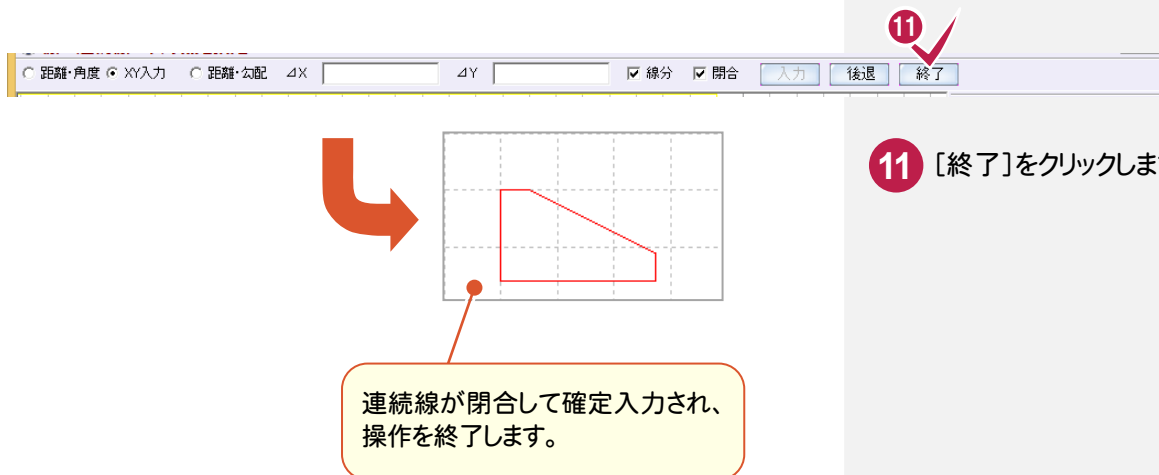 11
距離・角度 XY入力 距離・勾配 ⊿X ⊿Y 線分 閉合 入力 後退 終了
11 [終了]をクリックしま
連続線が閉合して確定入力され、
操作を終了します。